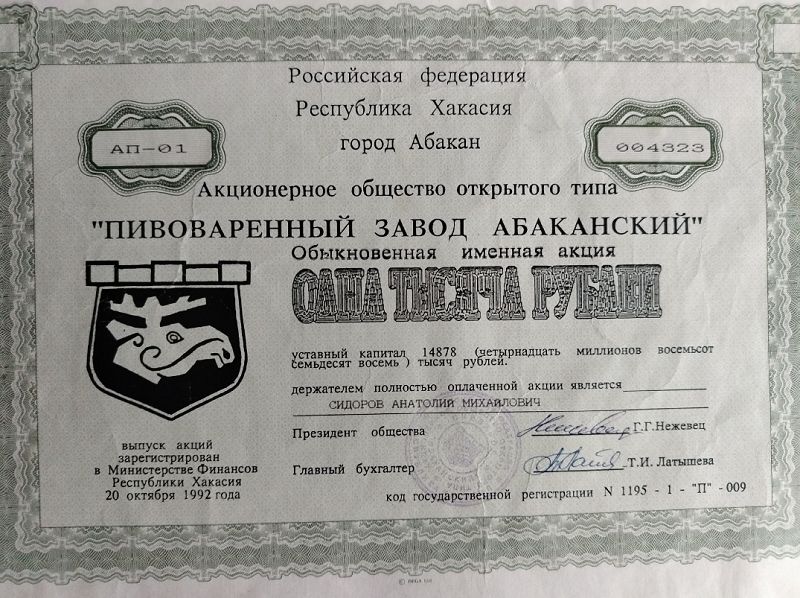 Российская федерация
Республика Хакасия
город Абакан
АП-01
004323
Акционерное общество открытого типа
"ПИВОВАРЕННЫЙ ЗАВОД АБАКАНСКИЙ"
Обыкновенная именная акция
ОДНА ТЫСЯЧА РУБЛЕЙ
уставный капитал 14878 (четырнадцать миллионов восемьсот
семьдесят восемь ) тысяч рублей.
держателем полностью оплаченной акции является
СИДОРОВ АНАТОЛИЙ МИХАЙЛОВИЧ
Президент общества Г.Г.Нежевец
Главный бухгалтер Т.И. Латышева
код государственной регистрации N 1195 - 1 - "П" -009
выпуск акций
зарегистрирован
в Министерстве Финансов
Республики Хакасия
20 октября 1992 года